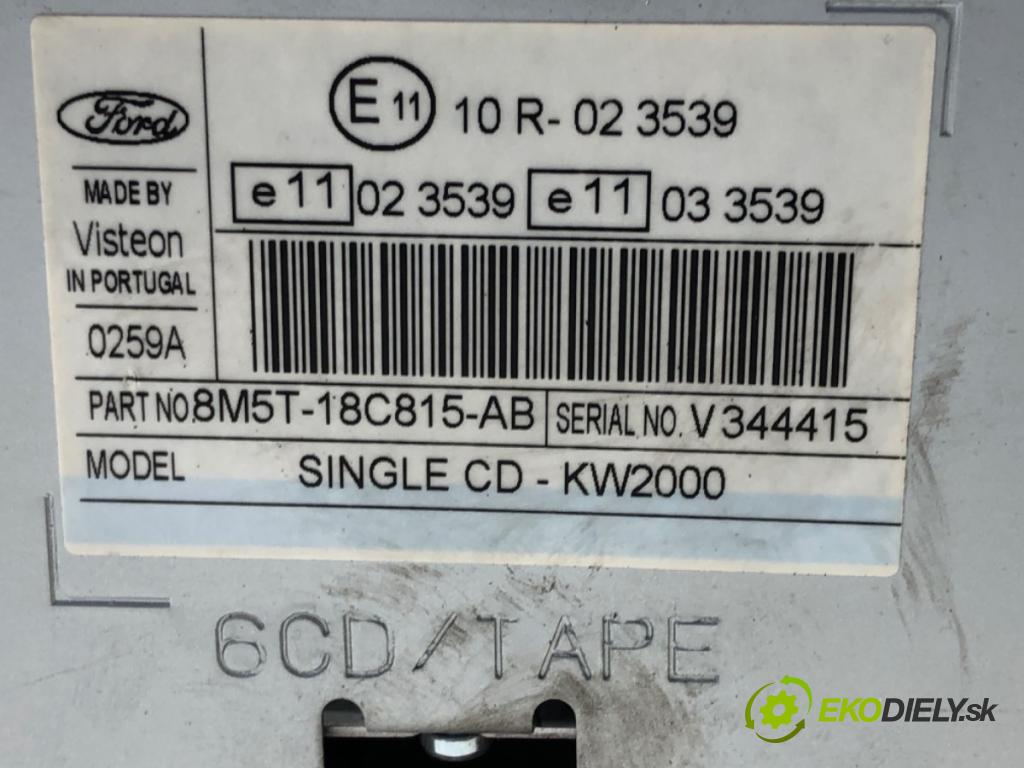 Ford
E 11 10 R- 02 3539
e 11 02 3539 e 11 03 3539
MADE BY
Visteon
IN PORTUGAL
0259A
PART NO. 8M5T-18C815-AB SERIAL NO. V344415
MODEL SINGLE CD - KW2000
6CD/TAPE
EKODIELY.sk